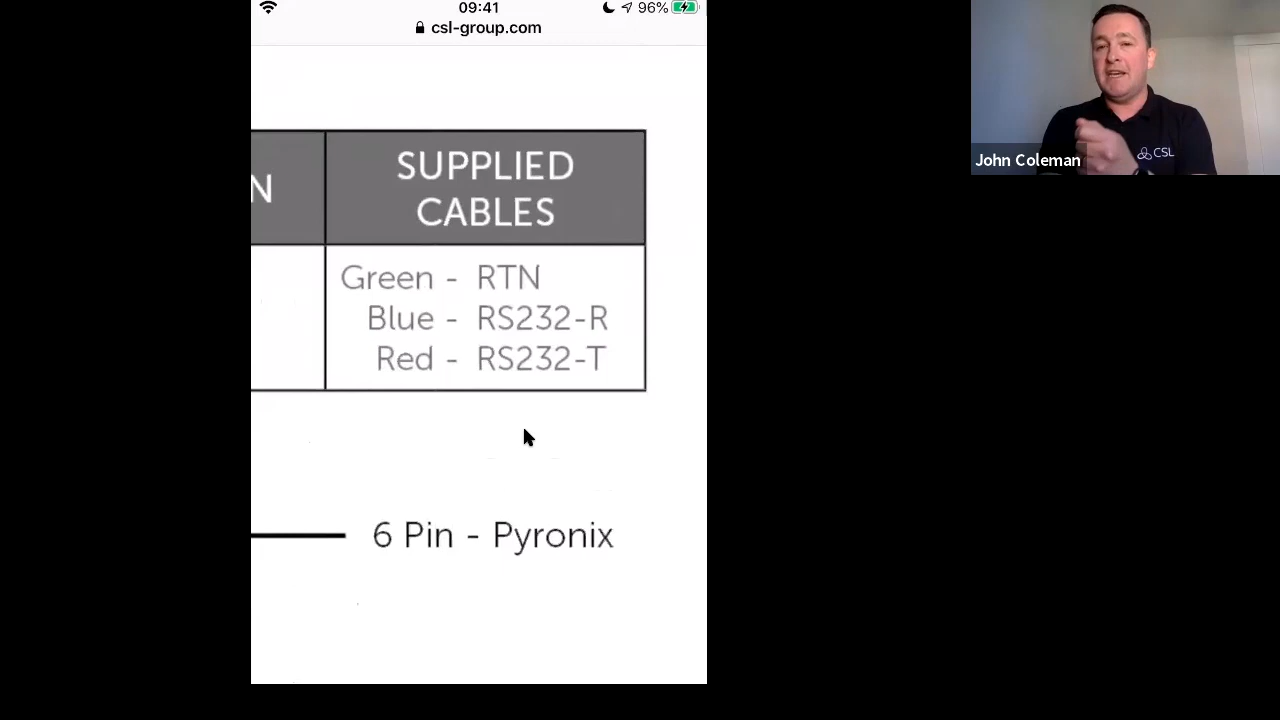 09:41
96%
csl-group.com
N
SUPPLIED
CABLES
Green - RTN
Blue - RS232-R
Red - RS232-T
6 Pin - Pyronix
John Coleman
CSL